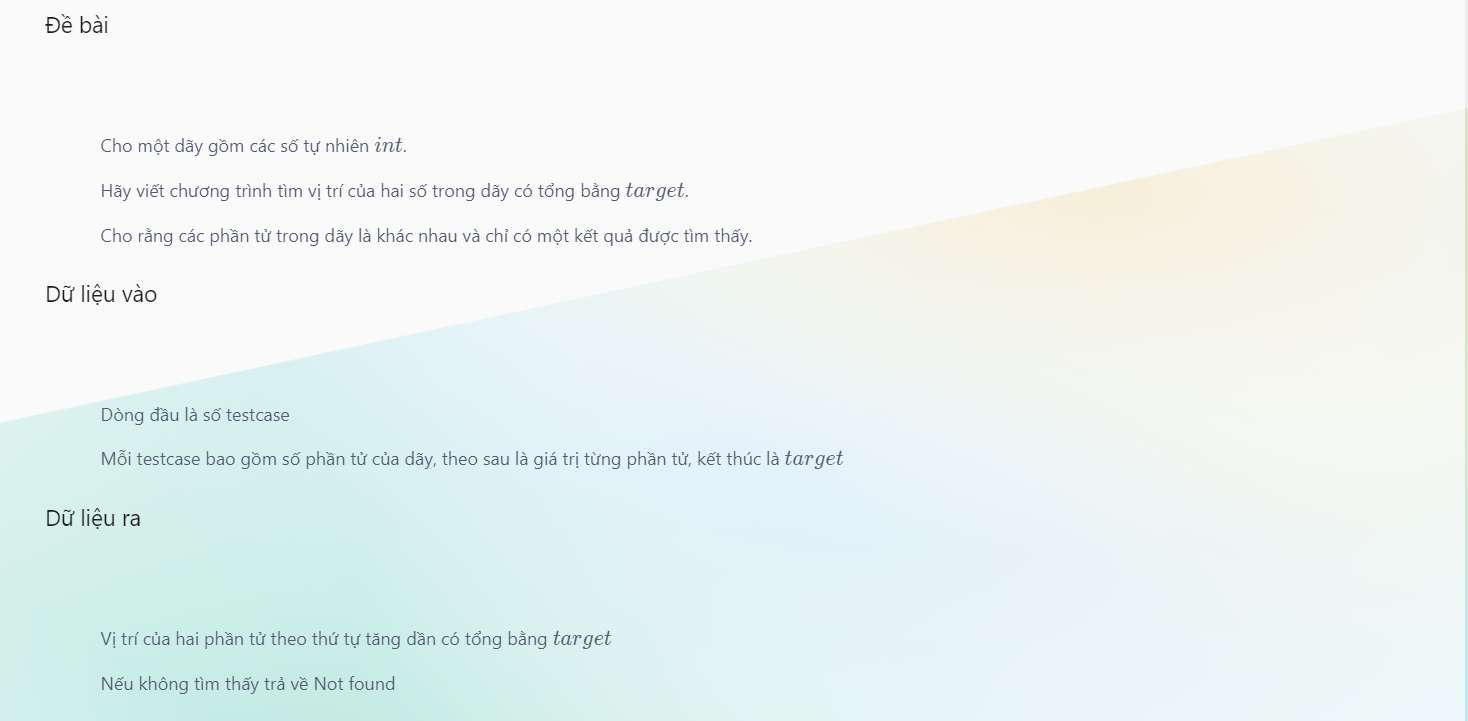 Đề bài
Cho một dãy gồm các số tự nhiên int.
Hãy viết chương trình tìm vị trí của hai số trong dãy có tổng bằng target.
Cho rằng các phần tử trong dãy là khác nhau và chỉ có một kết quả được tìm thấy.
Dữ liệu vào
Dòng đầu là số testcase
Mỗi testcase bao gồm số phần tử của dãy, theo sau là giá trị từng phần tử, kết thúc là target
Dữ liệu ra
Vị trí của hai phần tử theo thứ tự tăng dần có tổng bằng target
Nếu không tìm thấy trả về Not found